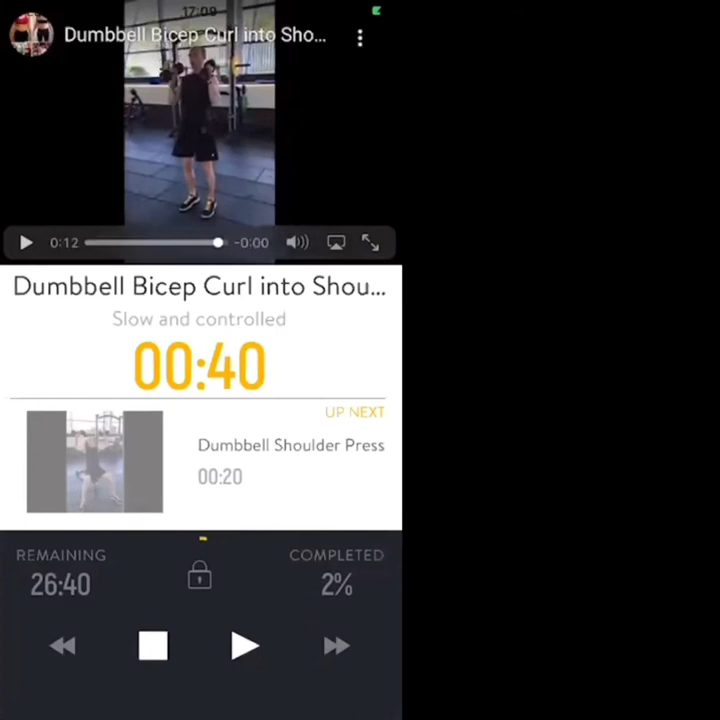 17:09
Dumbbell Bicep Curl into Sho...
0:12
-0:00
Dumbbell Bicep Curl into Shou...
Slow and controlled
00:40
UP NEXT
Dumbbell Shoulder Press
00:20
REMAINING
COMPLETED
26:40
2%